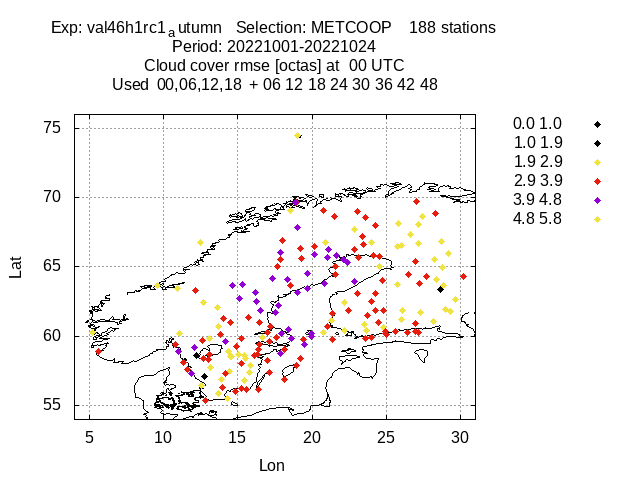 Exp: val46h1rc1autumn Selection: METCOOP 188 stations
Period: 20221001-20221024
Cloud cover rmse [octas] at 00 UTC
Used 00,06,12,18 + 06 12 18 24 30 36 42 48
0.0 1.0
1.0 1.9
1.9 2.9
2.9 3.9
3.9 4.8
4.8 5.8
75
70
65
60
55
Lat
5 10 15 20 25 30
Lon